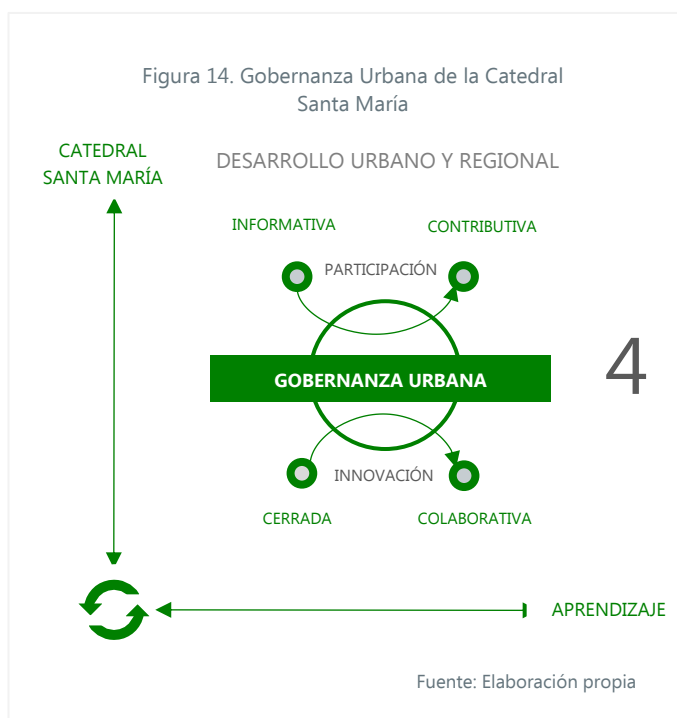 Figura 14. Gobernanza Urbana de la Catedral
Santa María
CATEDRAL
SANTA MARÍA
DESARROLLO URBANO Y REGIONAL
INFORMATIVA
CONTRIBUTIVA
PARTICIPACIÓN
GOBERNANZA URBANA
4
INNOVACIÓN
CERRADA
COLABORATIVA
APRENDIZAJE
Fuente: Elaboración propia